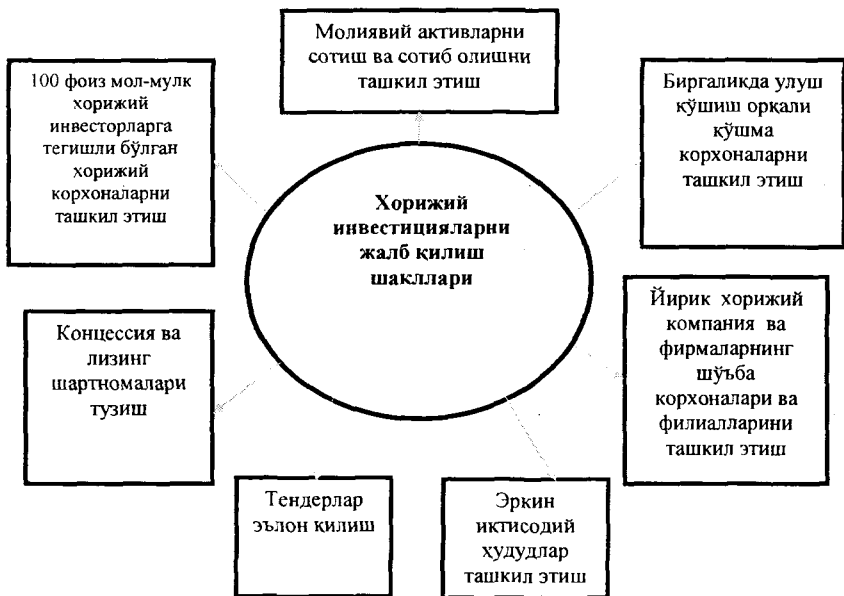 Молиявий активларни
сотиш ва сотиб олишни
ташкил этиш
100 фоиз мол-мулк
хорижий
инвесторларга
тегишли бўлган
хорижий
корхоналарни
ташкил этиш
Биргаликда улуш
қўшиш орқали
қўшма
корхоналарни
ташкил этиш
Хорижий
инвестицияларни
жалб қилиш
шакллари
Концессия ва
лизинг
шартномалари
тузиш
Йирик хорижий
компания ва
фирмаларнинг
шўъба
корхоналари ва
филиалларини
ташкил этиш
Тендерлар
эълон қилиш
Эркин
иктисодий
ҳудудлар
ташкил этиш